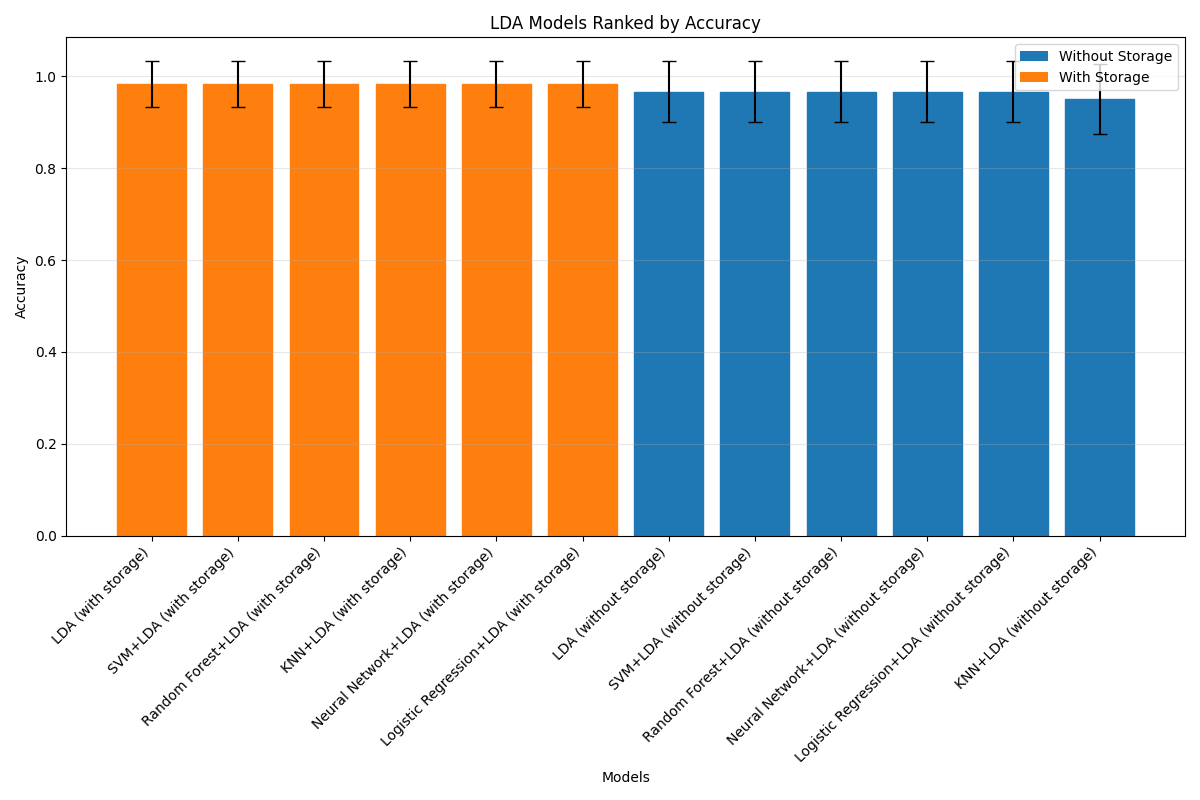 LDA Models Ranked by Accuracy
Without Storage
With Storage
Accuracy
1.0
0.8
0.6
0.4
0.2
0.0
LDA (with storage)
SVM+LDA (with storage)
Random Forest+LDA (with storage)
KNN+LDA (with storage)
Neural Network+LDA (with storage)
Logistic Regression+LDA (with storage)
LDA (without storage)
SVM+LDA (without storage)
Random Forest+LDA (without storage)
Neural Network+LDA (without storage)
Logistic Regression+LDA (without storage)
KNN+LDA (without storage)
Models